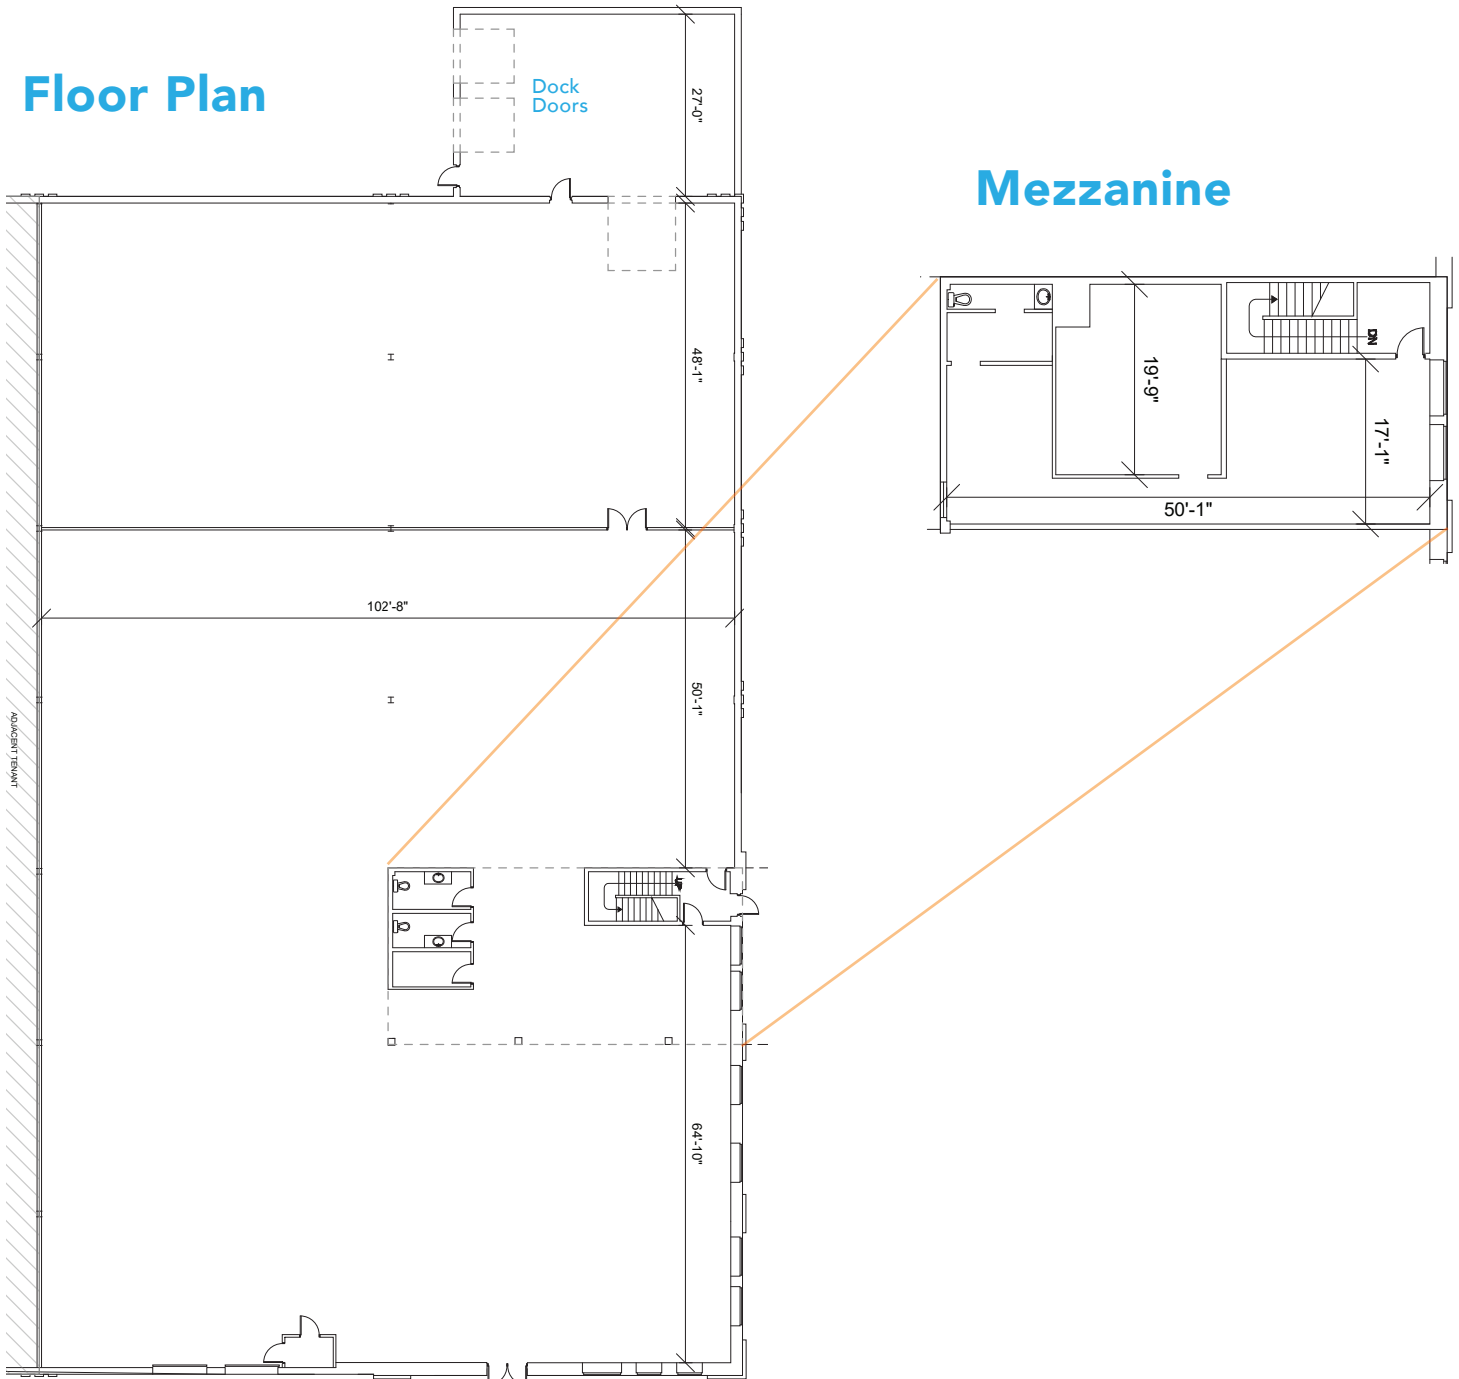 Floor Plan
Dock
Doors
27'-0"
Mezzanine
48'-1"
DN
19'-9"
17'-1"
50'-1"
102'-8"
50'-1"
ADJACENT TENANT
UP
64'-10"